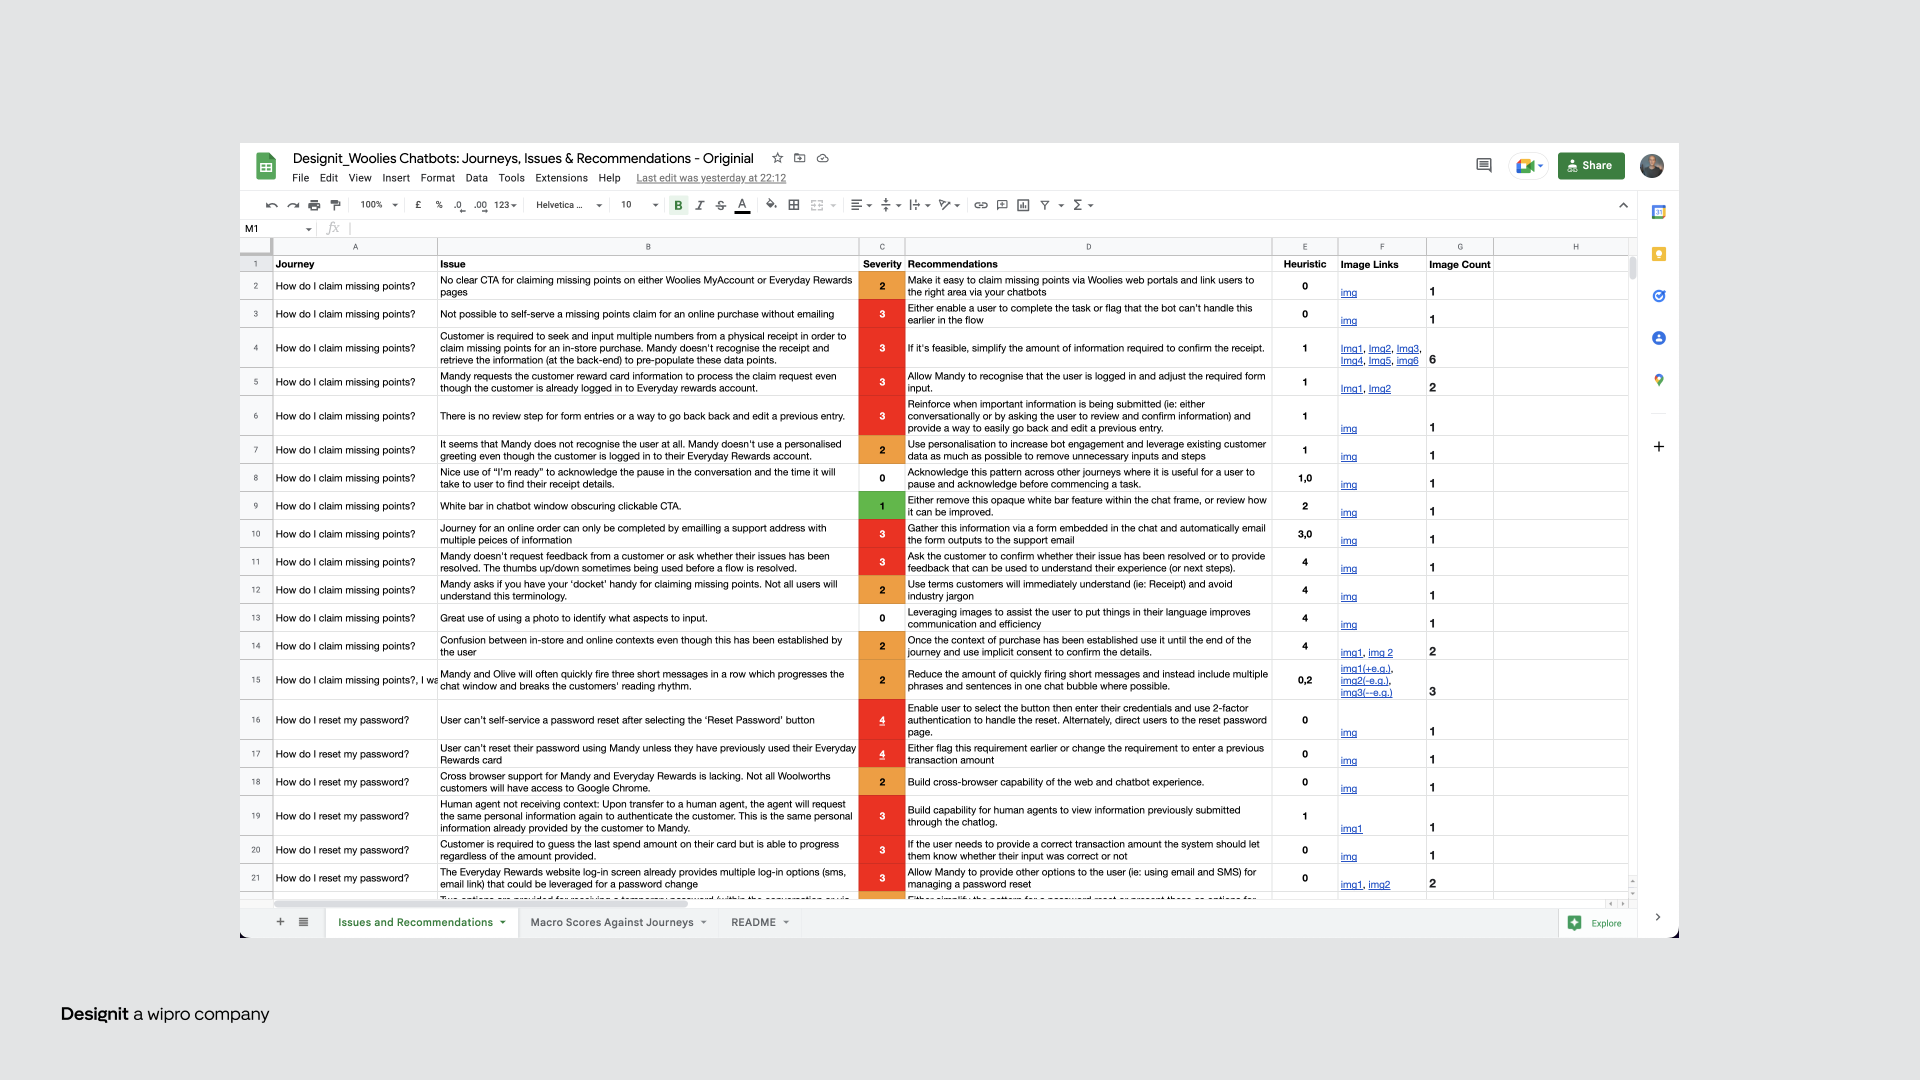 Designit_Woolies Chatbots: Journeys, Issues & Recommendations - Originial
File Edit View Insert Format Data Tools Extensions Help Last edit was yesterday at 22:12
Share
100% £ % .0 .00 123 Helvetica ... 10 B I S A
M1 fx
A B C D E F G H
1 Journey Issue Severity Recommendations Heuristic Image Links Image Count
2 How do I claim missing points?
No clear CTA for claiming missing points on either Woolies MyAccount or Everyday Rewards
pages
2
Make it easy to claim missing points via Woolies web portals and link users to
the right area via your chatbots
0 img 1
3 How do I claim missing points?
Not possible to self-serve a missing points claim for an online purchase without emailing
3
Either enable a user to complete the task or flag that the bot can't handle this
earlier in the flow
0 img 1
4 How do I claim missing points?
Customer is required to seek and input multiple numbers from a physical receipt in order to
claim missing points for an in-store purchase. Mandy doesn't recognise the receipt and
retrieve the information (at the back-end) to pre-populate these data points.
3
If it's feasible, simplify the amount of information required to confirm the receipt.
1
Img1, Img2, Img3,
Img4, Img5, img6
6
5 How do I claim missing points?
Mandy requests the customer reward card information to process the claim request even
though the customer is already logged in to Everyday rewards account.
3
Allow Mandy to recognise that the user is logged in and adjust the required form
input.
1 Img1, Img2 2
6 How do I claim missing points?
There is no review step for form entries or a way to go back back and edit a previous entry.
3
Reinforce when important information is being submitted (ie: either
conversationally or by asking the user to review and confirm information) and
provide a way to easily go back and edit a previous entry.
1 img 1
7 How do I claim missing points?
It seems that Mandy does not recognise the user at all. Mandy doesn't use a personalised
greeting even though the customer is logged in to their Everyday Rewards account.
2
Use personalisation to increase bot engagement and leverage existing customer
data as much as possible to remove unnecessary inputs and steps
1 img 1
8 How do I claim missing points?
Nice use of “I'm ready” to acknowledge the pause in the conversation and the time it will
take to user to find their receipt details.
0
Acknowledge this pattern across other journeys where it is useful for a user to
pause and acknowledge before commencing a task.
1,0 img 1
9 How do I claim missing points?
White bar in chatbot window obscuring clickable CTA.
1
Either remove this opaque white bar feature within the chat frame, or review how
it can be improved.
2 img 1
10 How do I claim missing points?
Journey for an online order can only be completed by emailling a support address with
multiple peices of information
3
Gather this information via a form embedded in the chat and automatically email
the form outputs to the support email
3,0 img 1
11 How do I claim missing points?
Mandy doesn't request feedback from a customer or ask whether their issues has been
resolved. The thumbs up/down sometimes being used before a flow is resolved.
3
Ask the customer to confirm whether their issue has been resolved or to provide
feedback that can be used to understand their experience (or next steps).
4 img 1
12 How do I claim missing points?
Mandy asks if you have your ‘docket’ handy for claiming missing points. Not all users will
understand this terminology.
2
Use terms customers will immediately understand (ie: Receipt) and avoid
industry jargon
4 img 1
13 How do I claim missing points?
Great use of using a photo to identify what aspects to input.
0
Leveraging images to assist the user to put things in their language improves
communication and efficiency
4 img 1
14 How do I claim missing points?
Confusion between in-store and online contexts even though this has been established by
the user
2
Once the context of purchase has been established use it until the end of the
journey and use implicit consent to confirm the details.
4 img1, img 2 2
15 How do I claim missing points?, I wa
Mandy and Olive will often quickly fire three short messages in a row which progresses the
chat window and breaks the customers' reading rhythm.
2
Reduce the amount of quickly firing short messages and instead include multiple
phrases and sentences in one chat bubble where possible.
0,2
img1(+e.g.),
img2(-e.g.),
img3(--e.g.)
3
16 How do I reset my password?
User can't self-service a password reset after selecting the ‘Reset Password’ button
4
Enable user to select the button then enter their credentials and use 2-factor
authentication to handle the reset. Alternately, direct users to the reset password
page.
0 img 1
17 How do I reset my password?
User can't reset their password using Mandy unless they have previously used their Everyday
Rewards card
4
Either flag this requirement earlier or change the requirement to enter a previous
transaction amount
0 img 1
18 How do I reset my password?
Cross browser support for Mandy and Everyday Rewards is lacking. Not all Woolworths
customers will have access to Google Chrome.
2
Build cross-browser capability of the web and chatbot experience.
0 img 1
19 How do I reset my password?
Human agent not receiving context: Upon transfer to a human agent, the agent will request
the same personal information again to authenticate the customer. This is the same personal
information already provided by the customer to Mandy.
3
Build capability for human agents to view information previously submitted
through the chatlog.
1 img1 1
20 How do I reset my password?
Customer is required to guess the last spend amount on their card but is able to progress
regardless of the amount provided.
3
If the user needs to provide a correct transaction amount the system should let
them know whether their input was correct or not
0 img 1
21 How do I reset my password?
The Everyday Rewards website log-in screen already provides multiple log-in options (sms,
email link) that could be leveraged for a password change
3
Allow Mandy to provide other options to the user (ie: using email and SMS) for
managing a password reset
0 img1, img2 2
Issues and Recommendations Macro Scores Against Journeys README Explore
Designit a wipro company